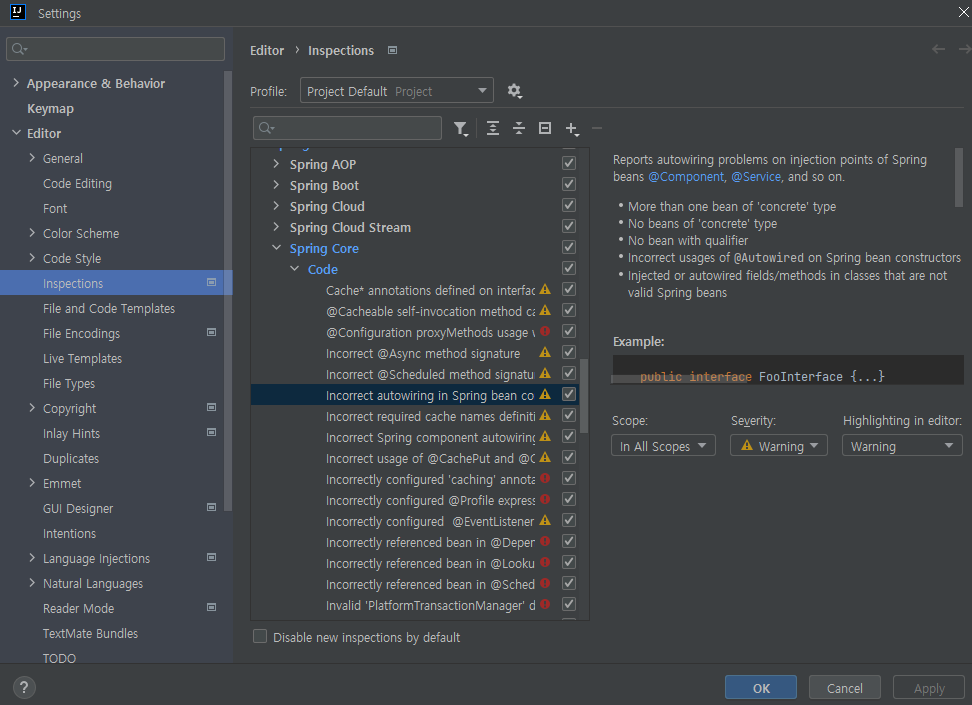 IJ
Settings
Appearance & Behavior
Keymap
Editor
General
Code Editing
Font
Color Scheme
Code Style
Inspections
File and Code Templates
File Encodings
Live Templates
File Types
Copyright
Inlay Hints
Duplicates
Emmet
GUI Designer
Intentions
Language Injections
Natural Languages
Reader Mode
TextMate Bundles
TODO
?
Editor › Inspections
Profile: Project Default Project
Spring AOP
Spring Boot
Spring Cloud
Spring Cloud Stream
Spring Core
Code
Cache* annotations defined on interfac
@Cacheable self-invocation method ca
@Configuration proxyMethods usage
Incorrect @Async method signature
Incorrect @Scheduled method signatu
Incorrect autowiring in Spring bean co
Incorrect required cache names definiti
Incorrect Spring component autowiring
Incorrect usage of @CachePut and @C
Incorrectly configured 'caching' annota
Incorrectly configured @Profile express
Incorrectly configured @EventListener
Incorrectly referenced bean in @Deper
Incorrectly referenced bean in @Looku
Incorrectly referenced bean in @Sched
Invalid 'PlatformTransactionManager' d
Disable new inspections by default
Reports autowiring problems on injection points of Spring
beans @Component, @Service, and so on.
• More than one bean of 'concrete' type
• No beans of 'concrete' type
• No bean with qualifier
• Incorrect usages of @Autowired on Spring bean constructors
• Injected or autowired fields/methods in classes that are not
valid Spring beans
Example:
public interface FooInterface {...}
Scope: Severity: Highlighting in editor:
In All Scopes Warning Warning
OK Cancel Apply